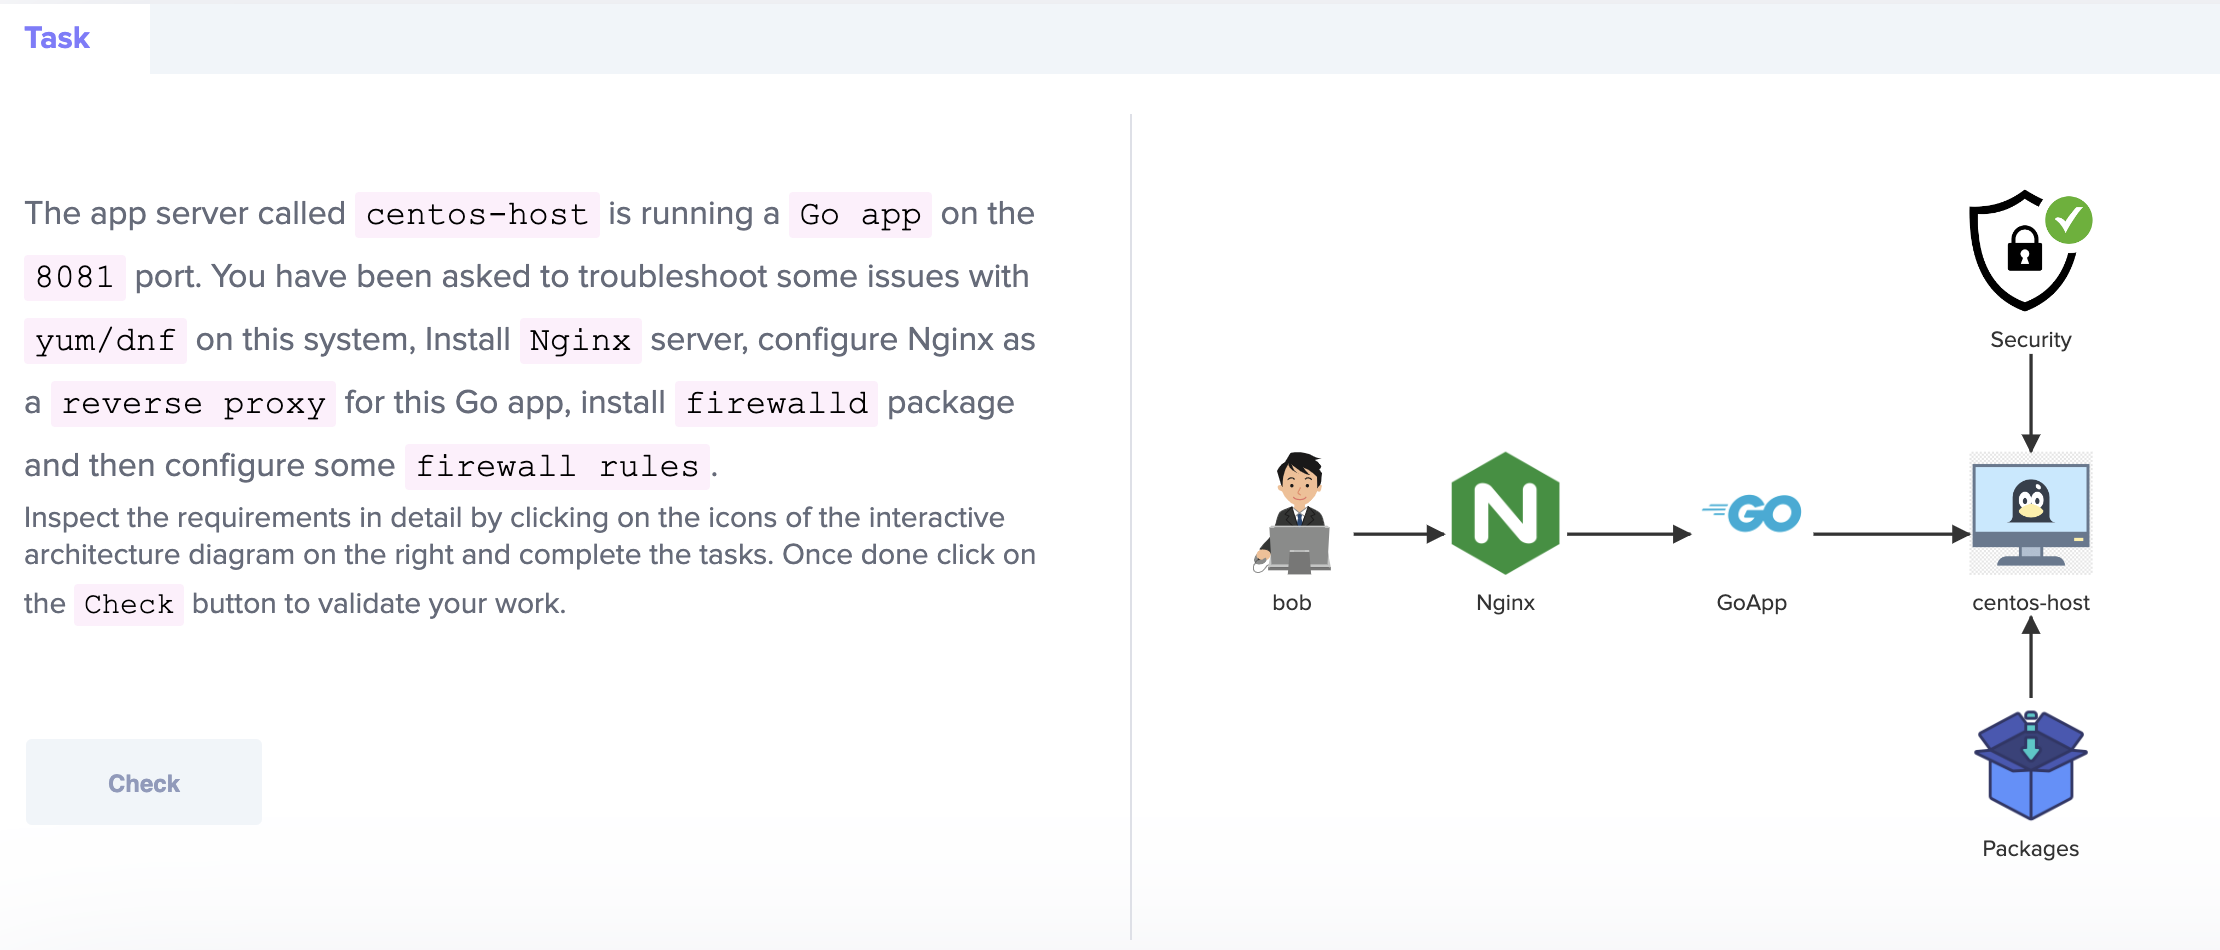 Task
The app server called centos-host is running a Go app on the
8081 port. You have been asked to troubleshoot some issues with
yum/dnf on this system, Install Nginx server, configure Nginx as
a reverse proxy for this Go app, install firewalld package
and then configure some firewall rules.
Inspect the requirements in detail by clicking on the icons of the interactive
architecture diagram on the right and complete the tasks. Once done click on
the Check button to validate your work.
Check
Security
N
GO
bob
Nginx
GoApp
centos-host
Packages